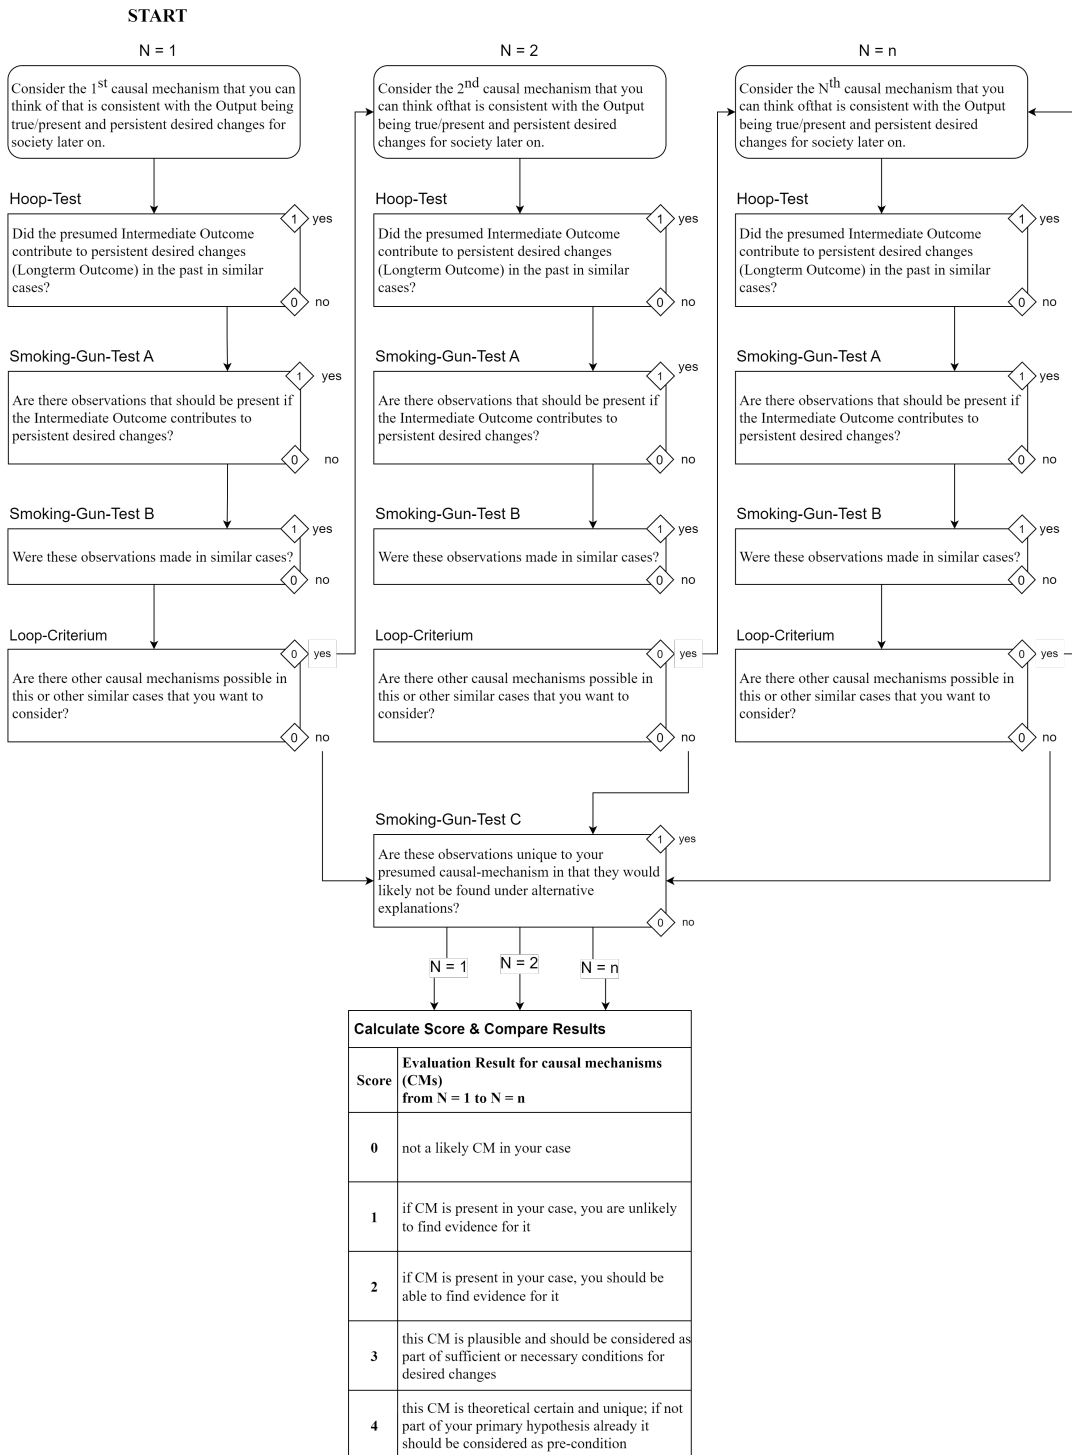 START
N = 1
Consider the 1st causal mechanism that you can
think of that is consistent with the Output being
true/present and persistent desired changes for
society later on.
Hoop-Test
1
yes
Did the presumed Intermediate Outcome
contribute to persistent desired changes
(Longterm Outcome) in the past in similar
cases?
0
no
Smoking-Gun-Test A
1
yes
Are there observations that should be present if
the Intermediate Outcome contributes to
persistent desired changes?
0
no
Smoking-Gun-Test B
1
yes
Were these observations made in similar cases?
0
no
Loop-Criterium
0
yes
Are there other causal mechanisms possible in
this or other similar cases that you want to
consider?
0
no
N = 2
Consider the 2nd causal mechanism that you
can think ofthat is consistent with the Output
being true/present and persistent desired
changes for society later on.
Hoop-Test
1
yes
Did the presumed Intermediate Outcome
contribute to persistent desired changes
(Longterm Outcome) in the past in similar
cases?
0
no
Smoking-Gun-Test A
1
yes
Are there observations that should be present if
the Intermediate Outcome contributes to
persistent desired changes?
0
no
Smoking-Gun-Test B
1
yes
Were these observations made in similar cases?
0
no
Loop-Criterium
0
yes
Are there other causal mechanisms possible in
this or other similar cases that you want to
consider?
0
no
N = n
Consider the Nth causal mechanism that you
can think ofthat is consistent with the Output
being true/present and persistent desired
changes for society later on.
Hoop-Test
1
yes
Did the presumed Intermediate Outcome
contribute to persistent desired changes
(Longterm Outcome) in the past in similar
cases?
0
no
Smoking-Gun-Test A
1
yes
Are there observations that should be present if
the Intermediate Outcome contributes to
persistent desired changes?
0
no
Smoking-Gun-Test B
1
yes
Were these observations made in similar cases?
0
no
Loop-Criterium
0
yes
Are there other causal mechanisms possible in
this or other similar cases that you want to
consider?
0
no
Smoking-Gun-Test C
1
yes
Are these observations unique to your
presumed causal-mechanism in that they would
likely not be found under alternative
explanations?
0
no
N = 1
N = 2
N = n
Calculate Score & Compare Results
Score
Evaluation Result for causal mechanisms
(CMs)
from N = 1 to N = n
0
not a likely CM in your case
1
if CM is present in your case, you are unlikely
to find evidence for it
2
if CM is present in your case, you should be
able to find evidence for it
3
this CM is plausible and should be considered as
part of sufficient or necessary conditions for
desired changes
4
this CM is theoretical certain and unique; if not
part of your primary hypothesis already it
should be considered as pre-condition